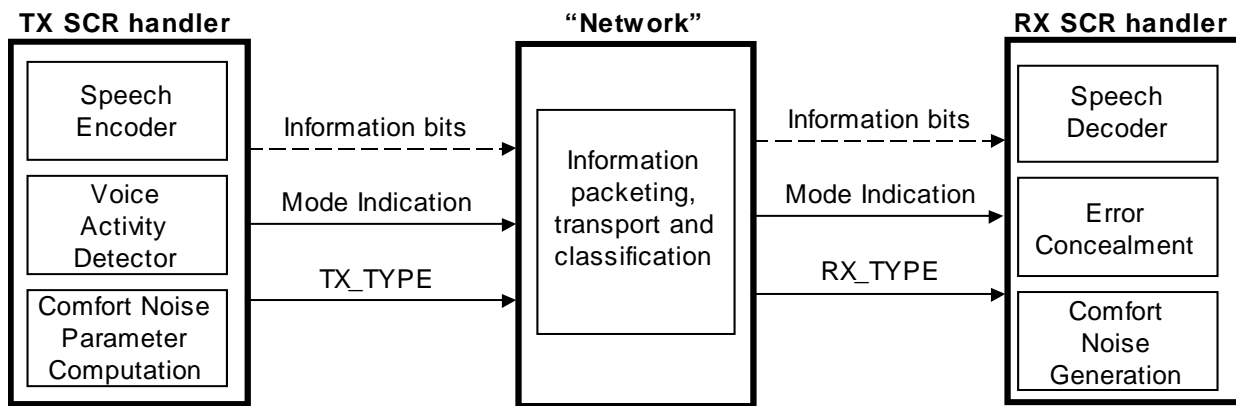 TX SCR handler
Speech
Encoder
Voice
Activity
Detector
Comfort Noise
Parameter
Computation
Information bits
Mode Indication
TX_TYPE
“Network”
Information
packeting,
transport and
classification
Information bits
Mode Indication
RX_TYPE
RX SCR handler
Speech
Decoder
Error
Concealment
Comfort
Noise
Generation